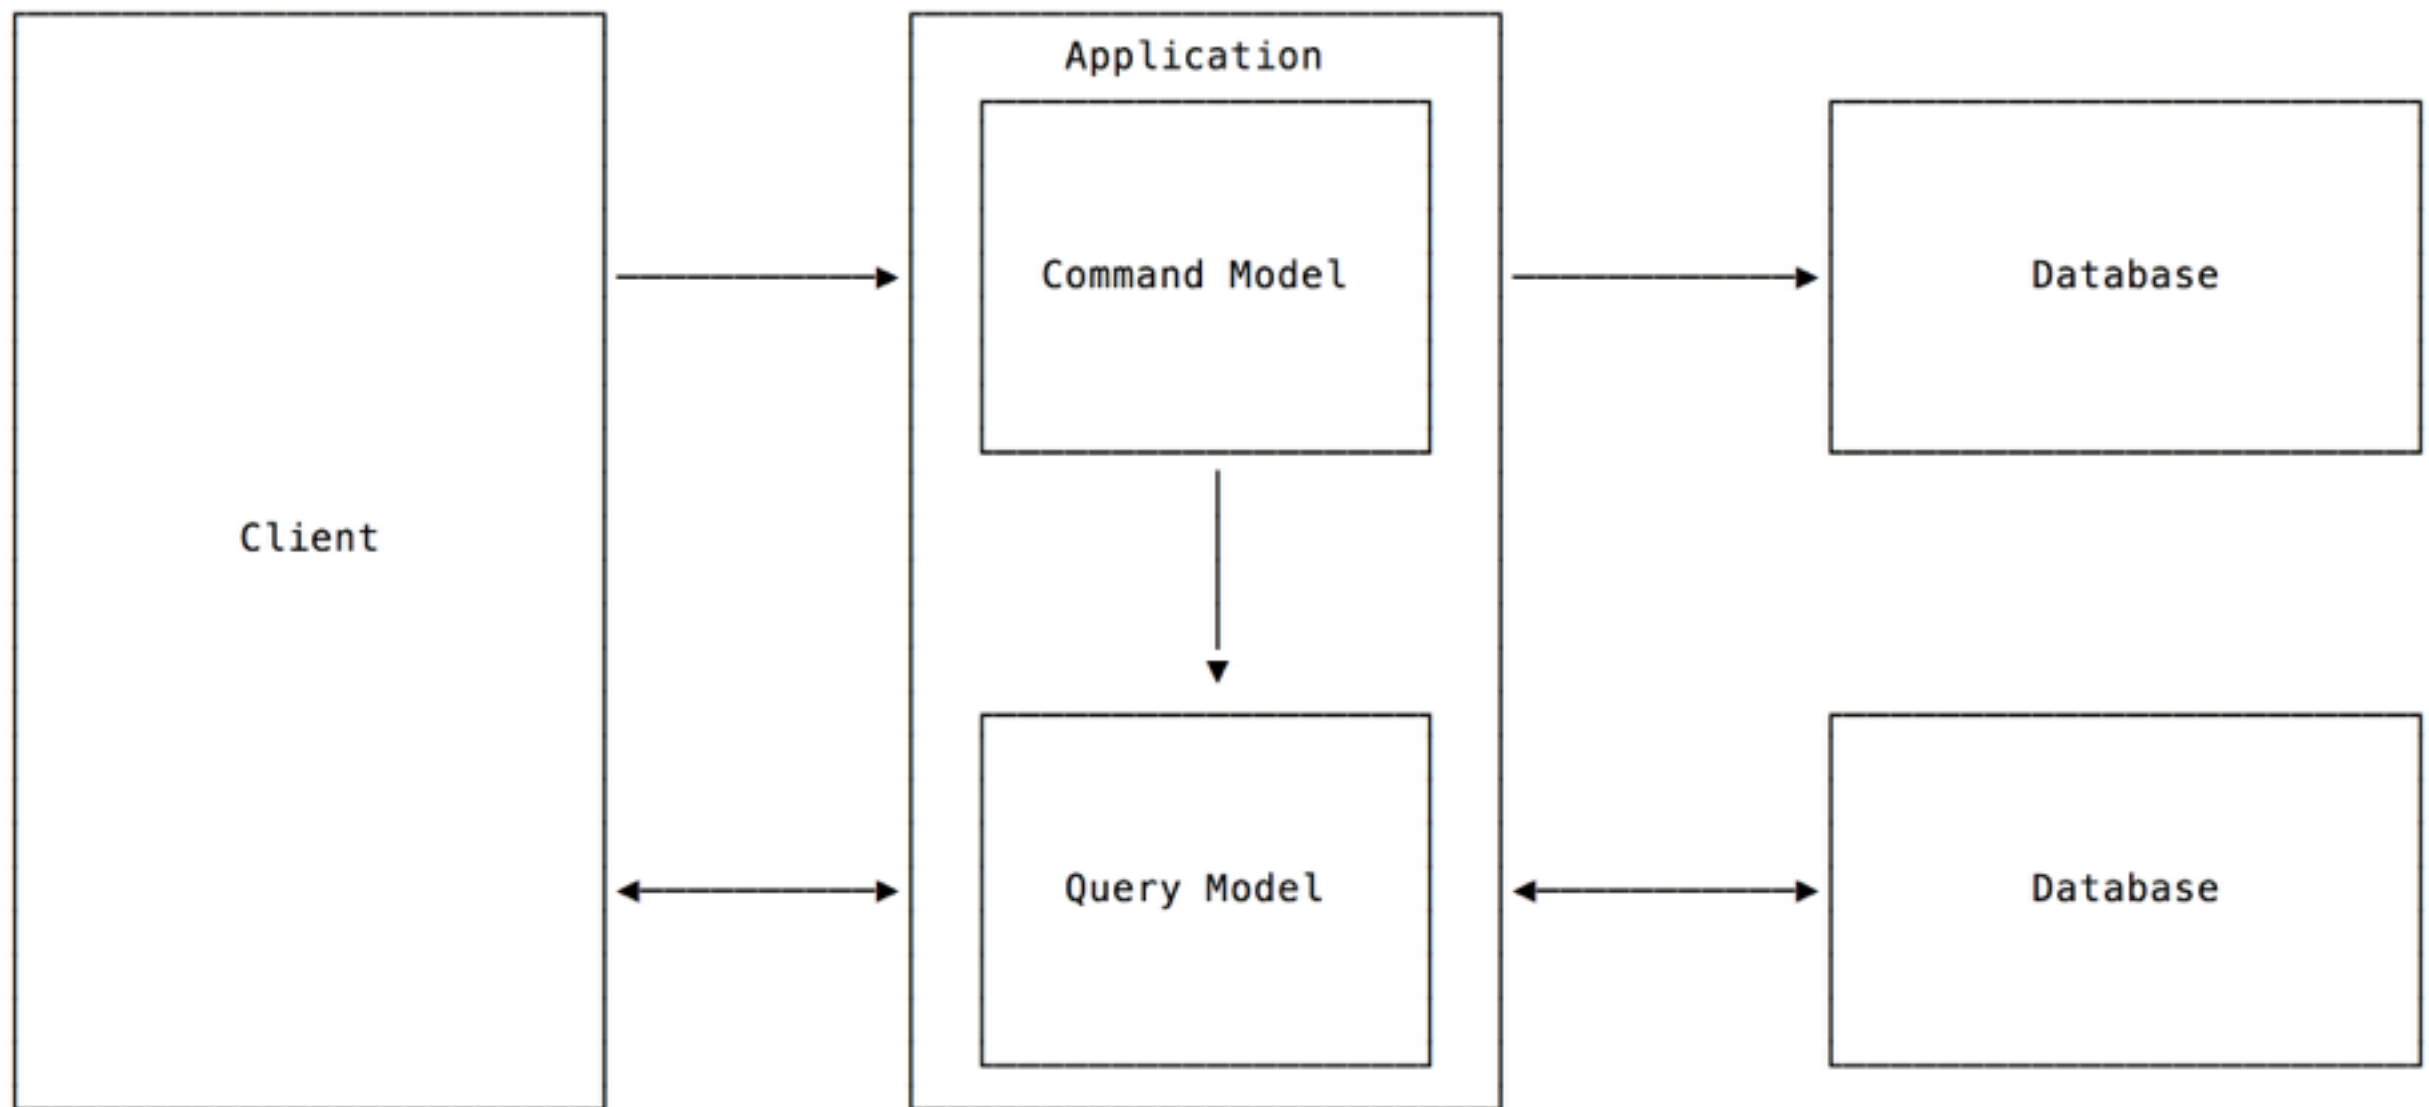 Application
Command Model
Database
Client
Query Model
Database